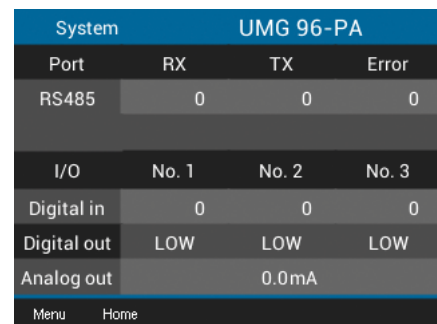 System UMG 96-PA
Port RX TX Error
RS485 0 0 0
I/O No. 1 No. 2 No. 3
Digital in 0 0 0
Digital out LOW LOW LOW
Analog out 0.0mA
Menu Home